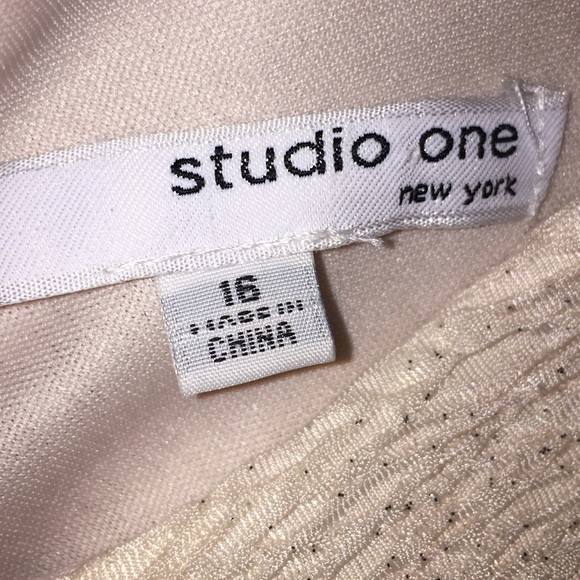 studio one
new york
16
MADE IN
CHINA